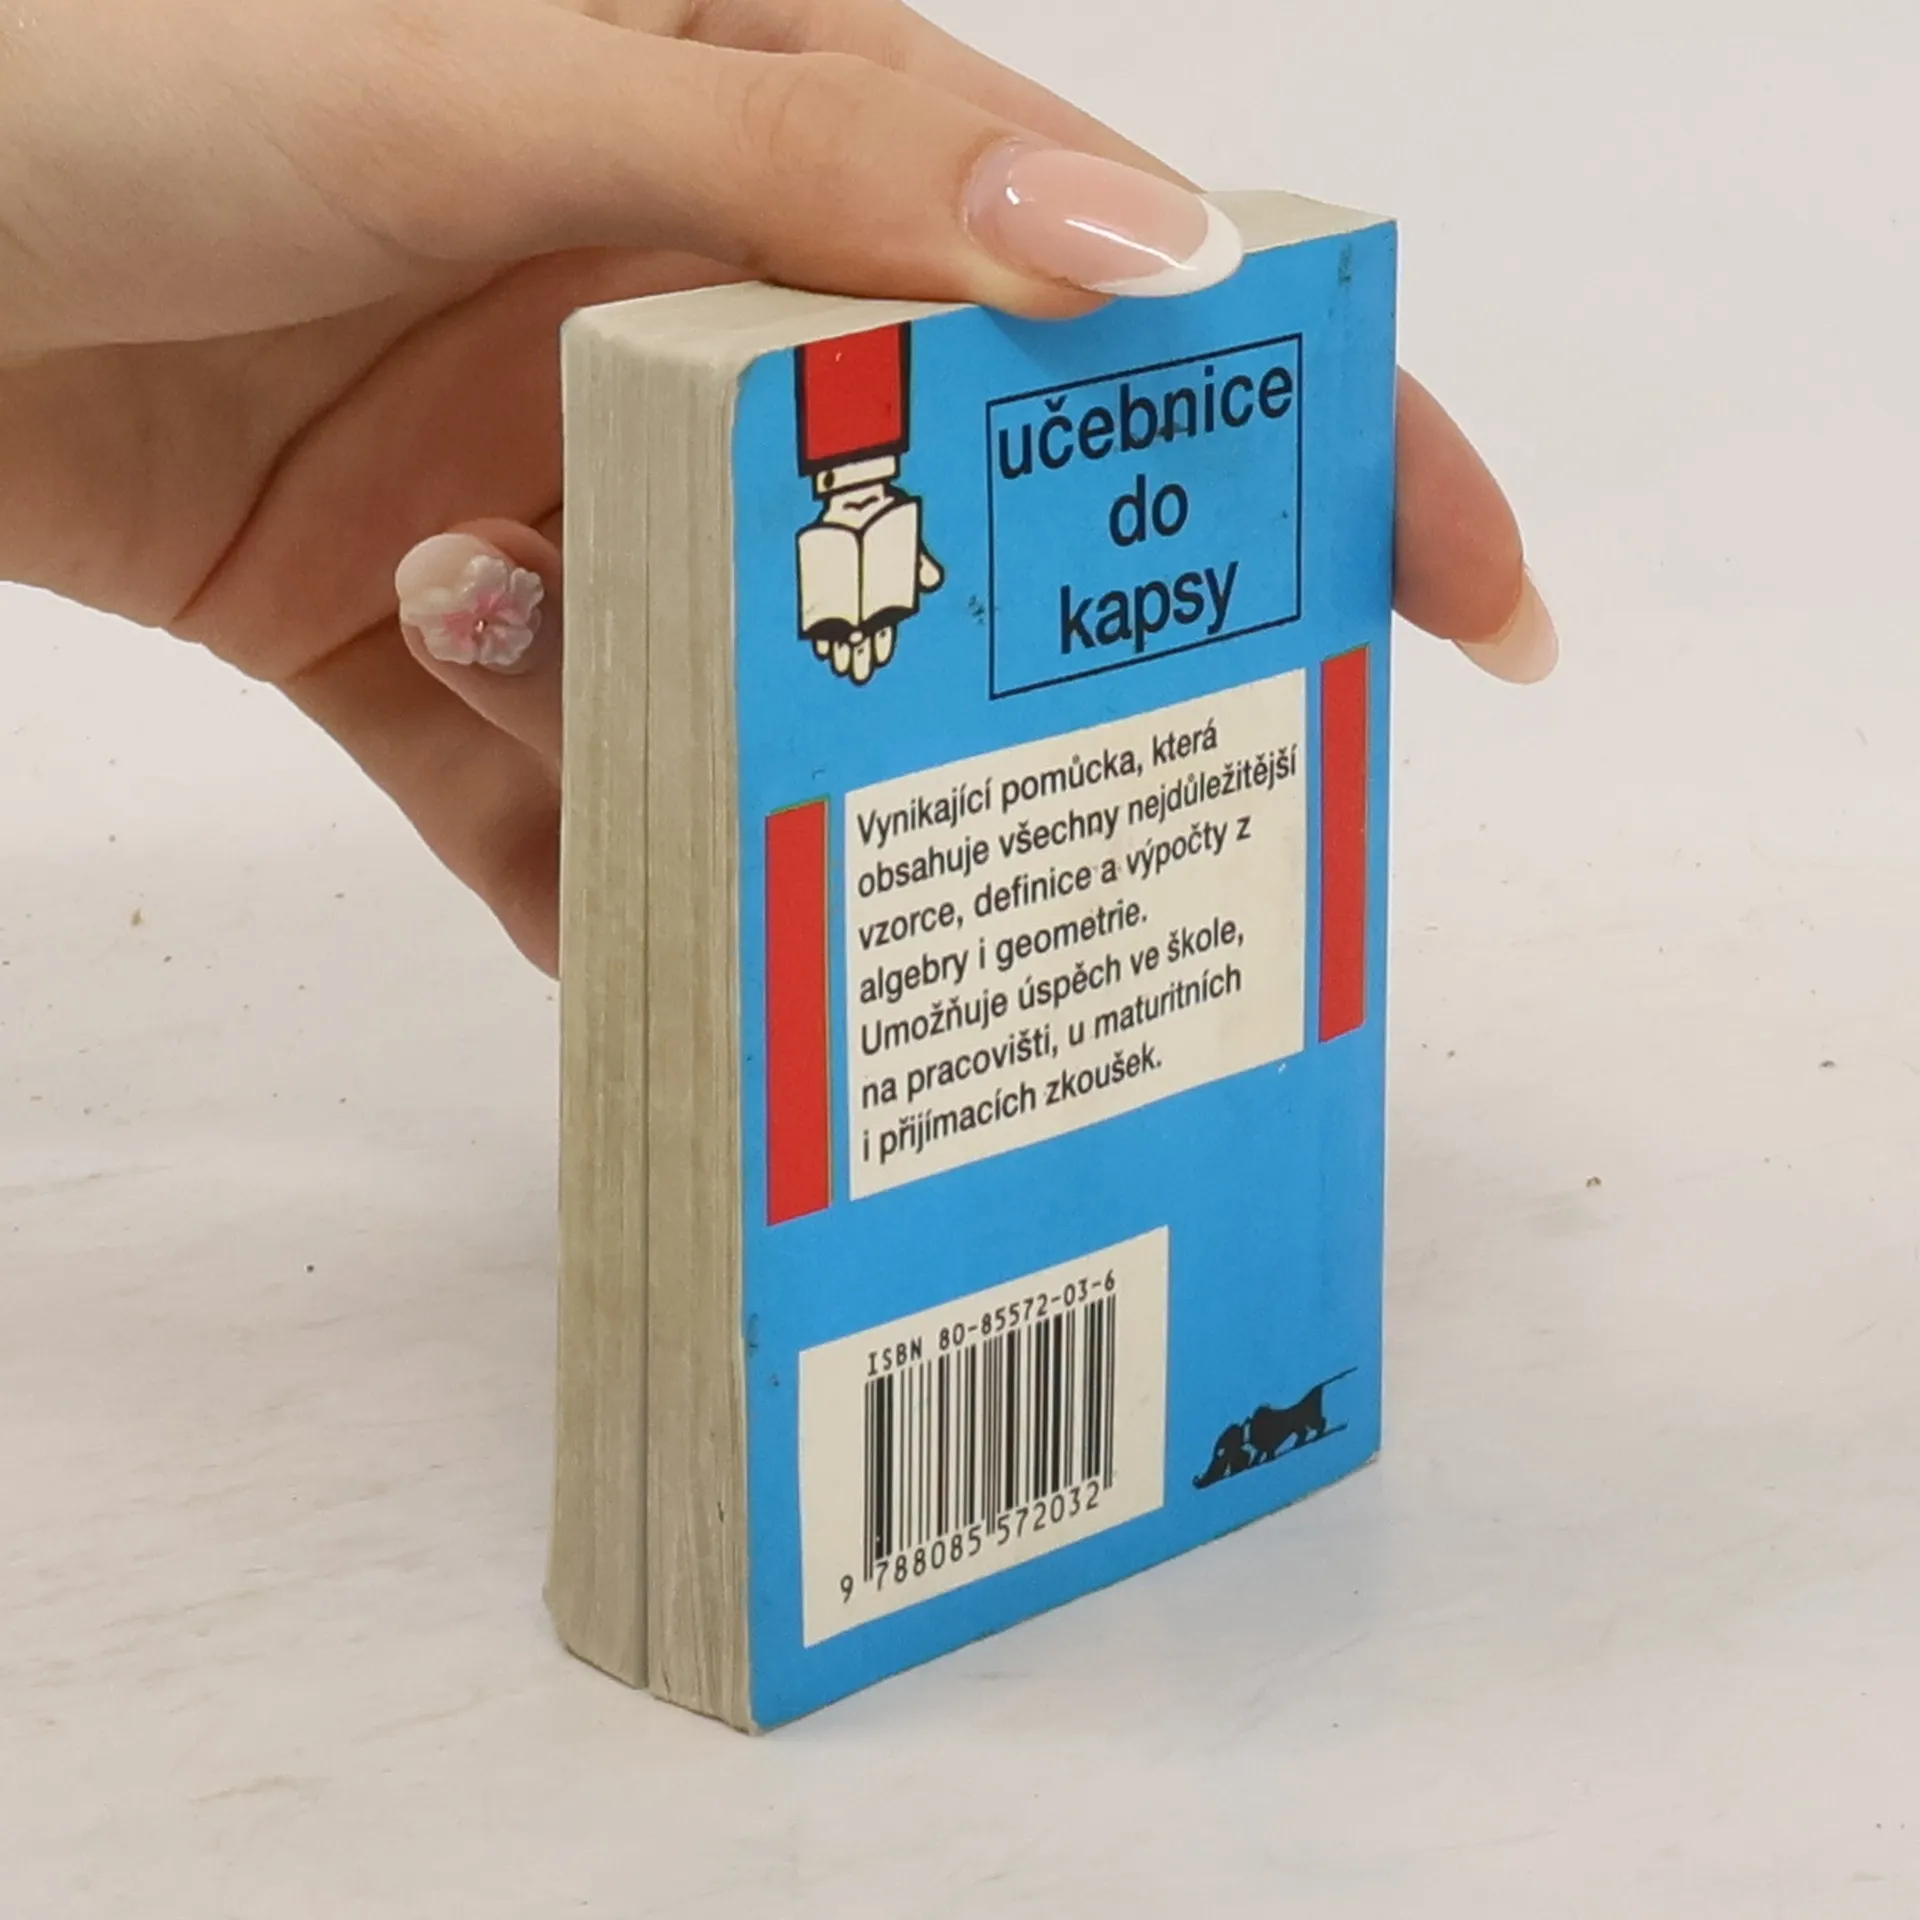 učebnice
do
kapsy
Vynikající pomůcka, která
obsahuje všechny nejdůležitější
vzorce, definice a výpočty z
algebry i geometrie.
Umožňuje úspěch ve škole,
na pracovišti, u maturitních
i přijímacích zkoušek.
ISBN 80-85572-03-6
9 788085 572032